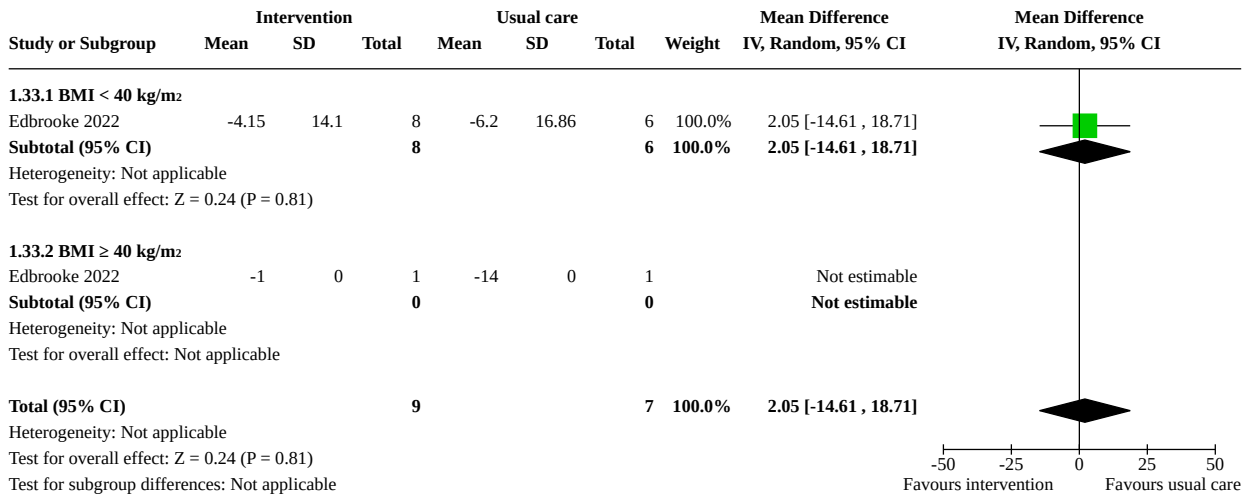 Intervention Usual care Mean Difference Mean Difference
Study or Subgroup Mean SD Total Mean SD Total Weight IV, Random, 95% CI IV, Random, 95% CI
1.33.1 BMI < 40 kg/m2
Edbrooke 2022 -4.15 14.1 8 -6.2 16.86 6 100.0% 2.05 [-14.61 , 18.71]
Subtotal (95% CI) 8 6 100.0% 2.05 [-14.61 , 18.71]
Heterogeneity: Not applicable
Test for overall effect: Z = 0.24 (P = 0.81)
1.33.2 BMI ≥ 40 kg/m2
Edbrooke 2022 -1 0 1 -14 0 1 Not estimable
Subtotal (95% CI) 0 0 Not estimable
Heterogeneity: Not applicable
Test for overall effect: Not applicable
Total (95% CI) 9 7 100.0% 2.05 [-14.61 , 18.71]
Heterogeneity: Not applicable
Test for overall effect: Z = 0.24 (P = 0.81)
-50 -25 0 25 50
Test for subgroup differences: Not applicable
Favours intervention Favours usual care